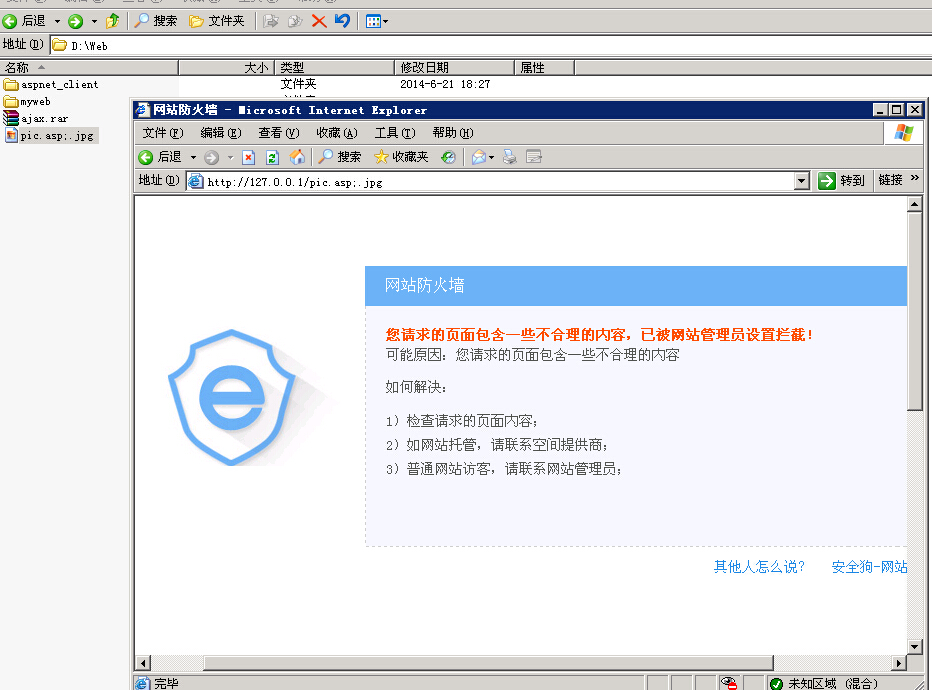 后退 搜索 文件夹
地址(D) D:\Web
名称 大小 类型 修改日期 属性
aspnet_client 文件夹 2014-6-21 18:27
myweb
ajax.rar
pic.asp;.jpg
网站防火墙 - Microsoft Internet Explorer
文件(F) 编辑(E) 查看(V) 收藏(A) 工具(T) 帮助(H)
后退 搜索 收藏夹
地址(D) http://127.0.0.1/pic.asp;.jpg 转到 链接 »
网站防火墙
您请求的页面包含一些不合理的内容，已被网站管理员设置拦截！
可能原因：您请求的页面包含一些不合理的内容
如何解决：
1）检查请求的页面内容；
2）如网站托管，请联系空间提供商；
3）普通网站访客，请联系网站管理员；
其他人怎么说？ 安全狗-网站
完毕 未知区域 (混合)